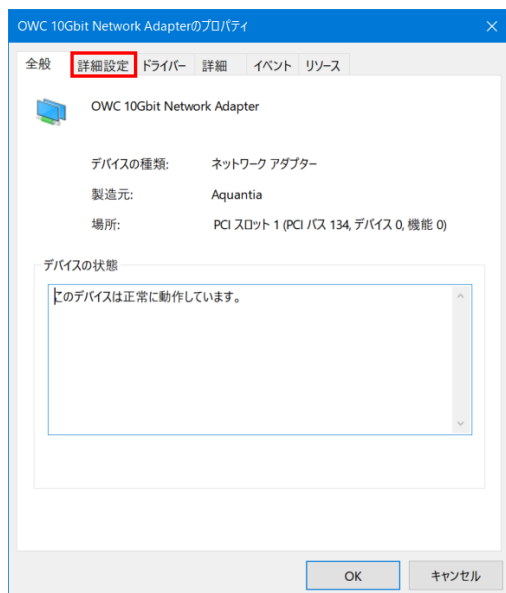 OWC 10Gbit Network Adapterのプロパティ
全般 詳細設定 ドライバー 詳細 イベント リソース
OWC 10Gbit Network Adapter
デバイスの種類: ネットワーク アダプター
製造元: Aquantia
場所: PCI スロット 1 (PCI バス 134, デバイス 0, 機能 0)
デバイスの状態
このデバイスは正常に動作しています。
OK キャンセル